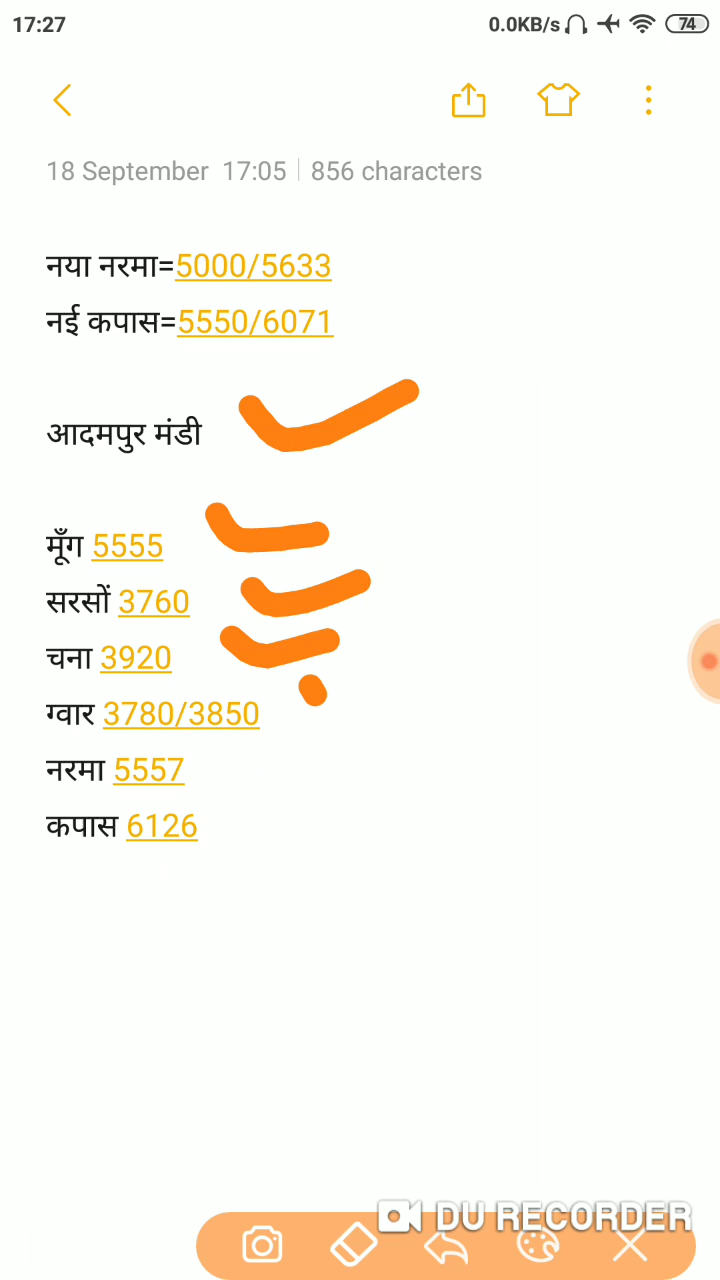 17:27 0.0KB/s 74
18 September 17:05 | 856 characters
नया नरमा=5000/5633
नई कपास=5550/6071
आदमपुर मंडी
मूँग 5555
सरसों 3760
चना 3920
ग्वार 3780/3850
नरमा 5557
कपास 6126
DU RECORDER